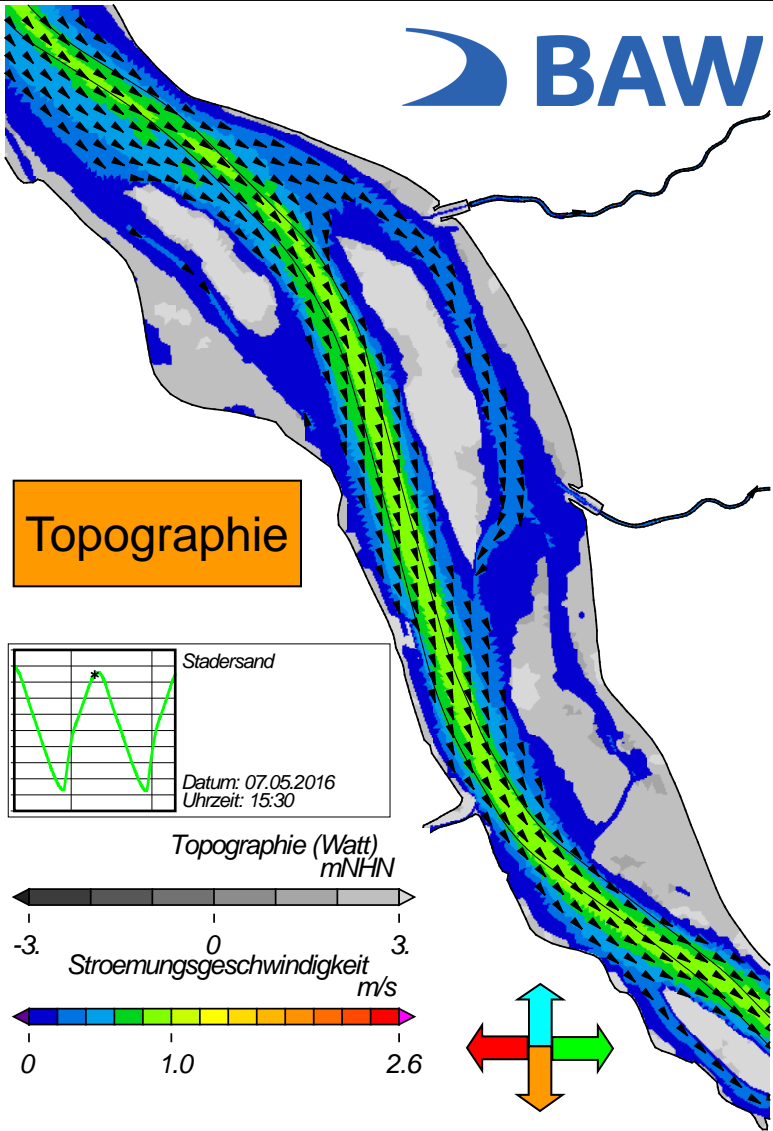 BAW
Topographie
Stadersand
Datum: 07.05.2016
Uhrzeit: 15:30
Topographie (Watt)
mNHN
-3. 0 3.
Stroemungsgeschwindigkeit
m/s
0 1.0 2.6